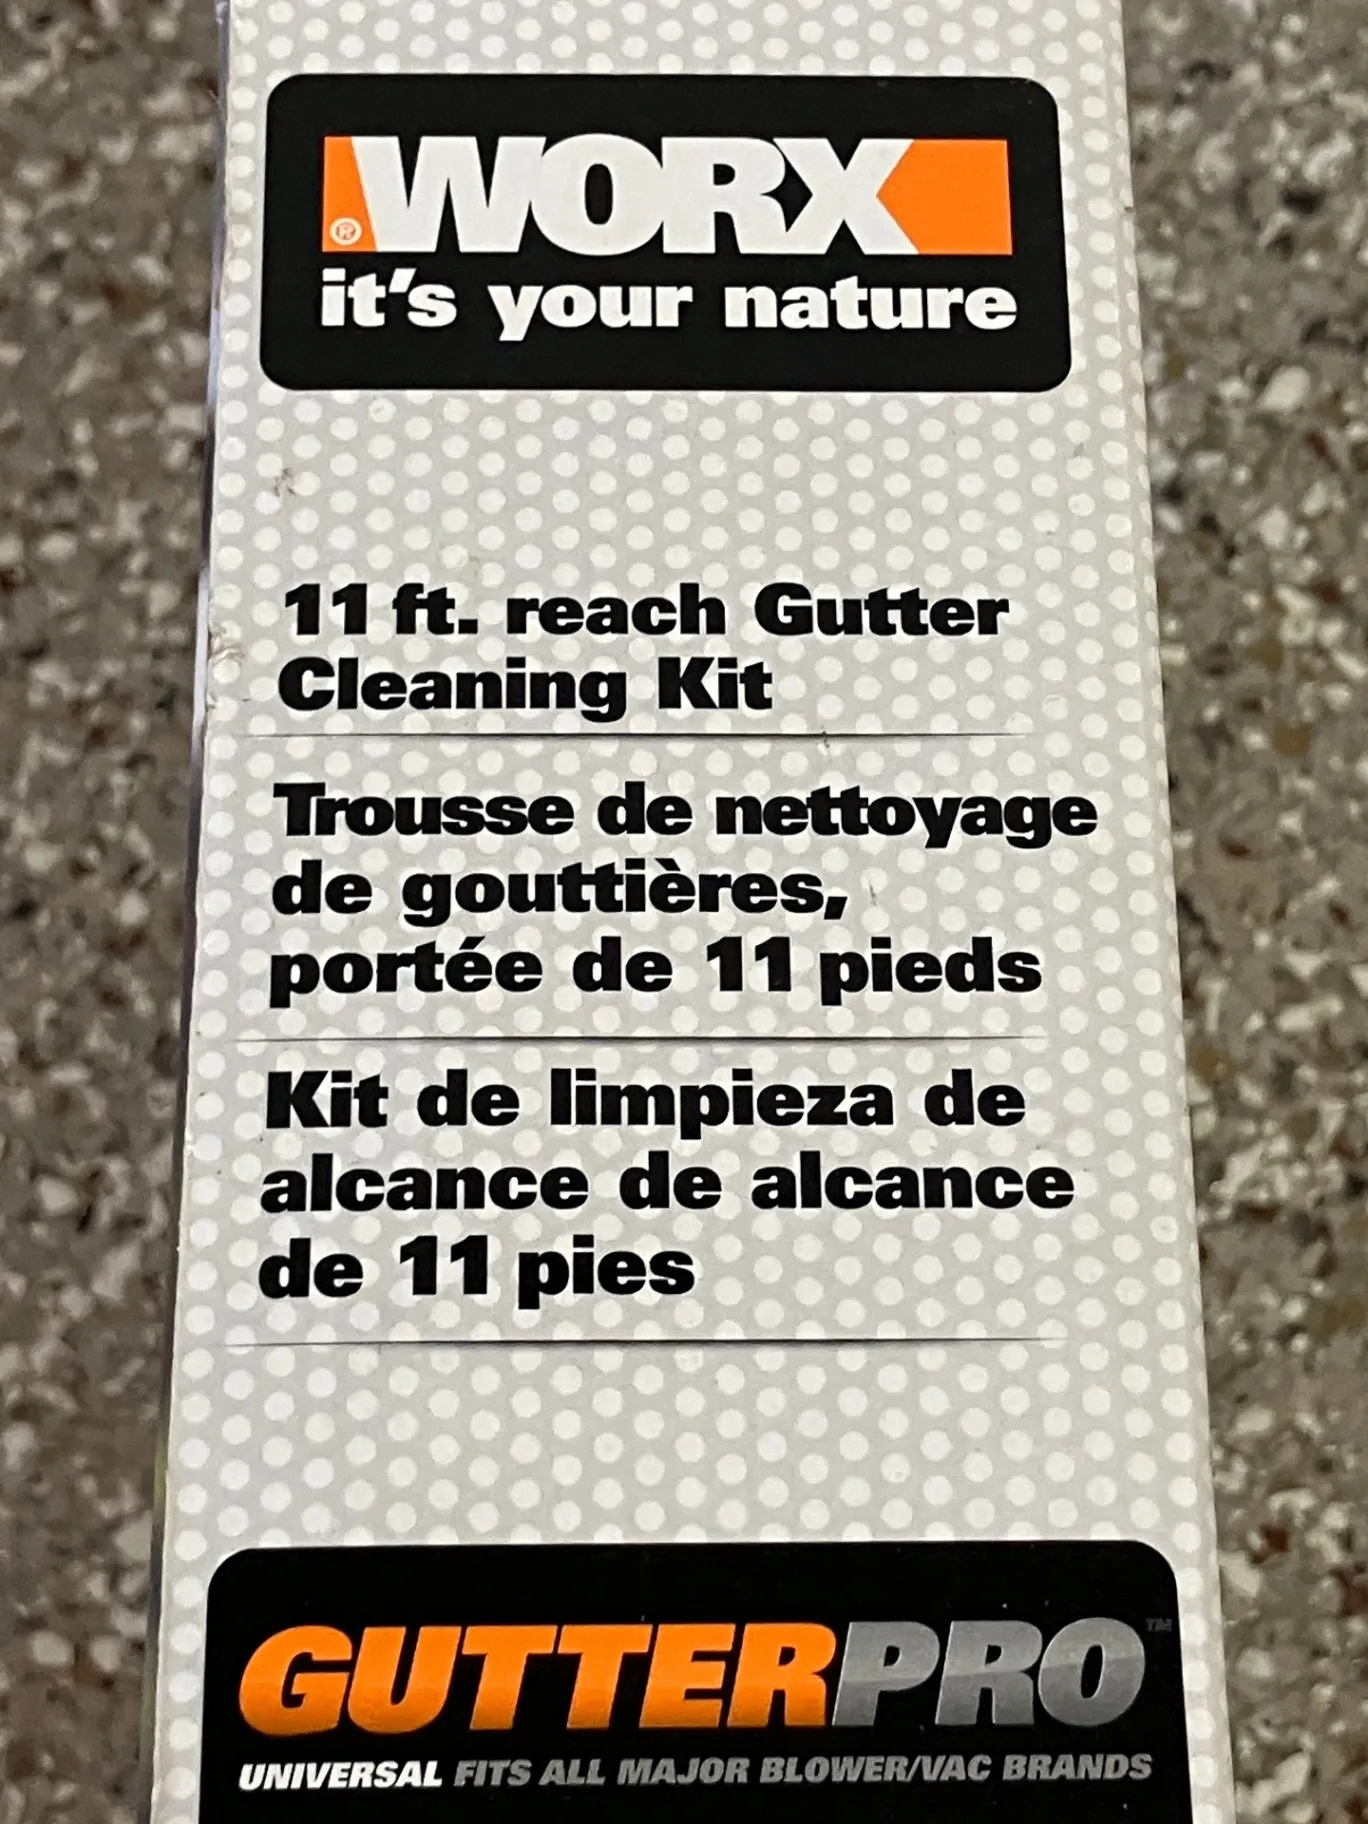 WORX
®
it's your nature
11 ft. reach Gutter
Cleaning Kit
Trousse de nettoyage
de gouttières,
portée de 11 pieds
Kit de limpieza de
alcance de alcance
de 11 pies
GUTTERPRO™
UNIVERSAL FITS ALL MAJOR BLOWER/VAC BRANDS